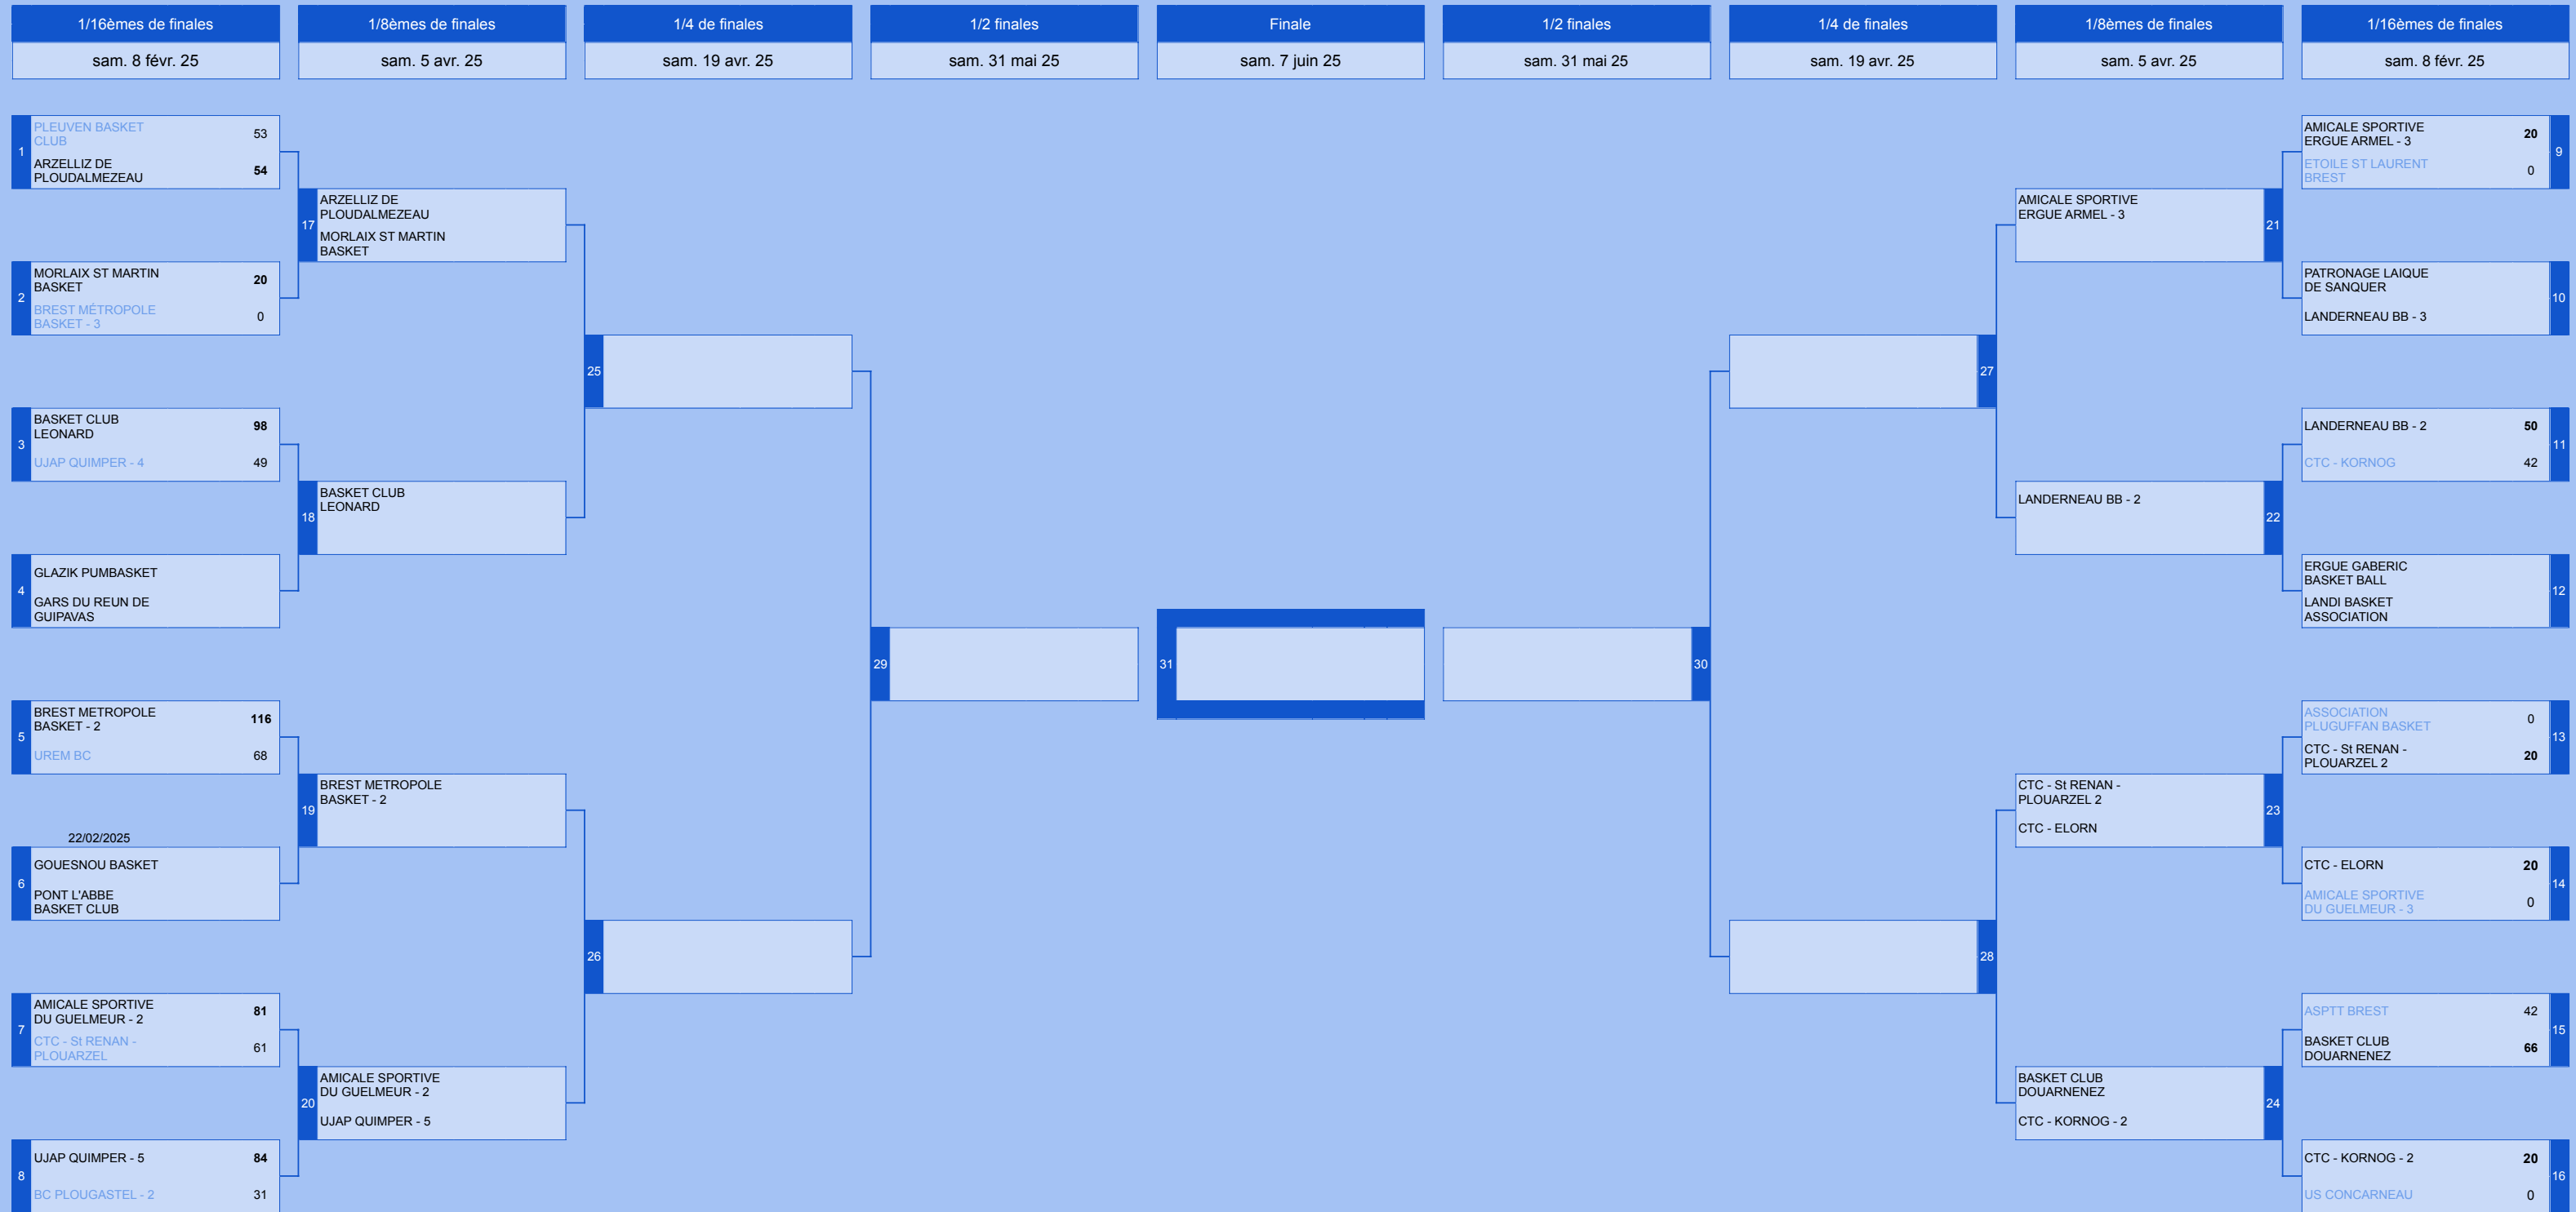 1/16èmes de finales
1/8èmes de finales
1/4 de finales
1/2 finales
Finale
1/2 finales
1/4 de finales
1/8èmes de finales
1/16èmes de finales
sam. 8 févr. 25
sam. 5 avr. 25
sam. 19 avr. 25
sam. 31 mai 25
sam. 7 juin 25
sam. 31 mai 25
sam. 19 avr. 25
sam. 5 avr. 25
sam. 8 févr. 25
1
PLEUVEN BASKET
CLUB
53
ARZELLIZ DE
PLOUDALMEZEAU
54
2
MORLAIX ST MARTIN
BASKET
20
BREST MÉTROPOLE
BASKET - 3
0
3
BASKET CLUB
LEONARD
98
UJAP QUIMPER - 4
49
4
GLAZIK PUMBASKET
GARS DU REUN DE
GUIPAVAS
5
BREST METROPOLE
BASKET - 2
116
UREM BC
68
22/02/2025
6
GOUESNOU BASKET
PONT L'ABBE
BASKET CLUB
7
AMICALE SPORTIVE
DU GUELMEUR - 2
81
CTC - St RENAN -
PLOUARZEL
61
8
UJAP QUIMPER - 5
84
BC PLOUGASTEL - 2
31
17
ARZELLIZ DE
PLOUDALMEZEAU
MORLAIX ST MARTIN
BASKET
18
BASKET CLUB
LEONARD
19
BREST METROPOLE
BASKET - 2
20
AMICALE SPORTIVE
DU GUELMEUR - 2
UJAP QUIMPER - 5
25
26
29
31
30
27
28
AMICALE SPORTIVE
ERGUE ARMEL - 3
21
LANDERNEAU BB - 2
22
CTC - St RENAN -
PLOUARZEL 2
CTC - ELORN
23
BASKET CLUB
DOUARNENEZ
CTC - KORNOG - 2
24
AMICALE SPORTIVE
ERGUE ARMEL - 3
20
ETOILE ST LAURENT
BREST
0
9
PATRONAGE LAIQUE
DE SANQUER
LANDERNEAU BB - 3
10
LANDERNEAU BB - 2
50
CTC - KORNOG
42
11
ERGUE GABERIC
BASKET BALL
LANDI BASKET
ASSOCIATION
12
ASSOCIATION
PLUGUFFAN BASKET
0
CTC - St RENAN -
PLOUARZEL 2
20
13
CTC - ELORN
20
AMICALE SPORTIVE
DU GUELMEUR - 3
0
14
ASPTT BREST
42
BASKET CLUB
DOUARNENEZ
66
15
CTC - KORNOG - 2
20
US CONCARNEAU
0
16